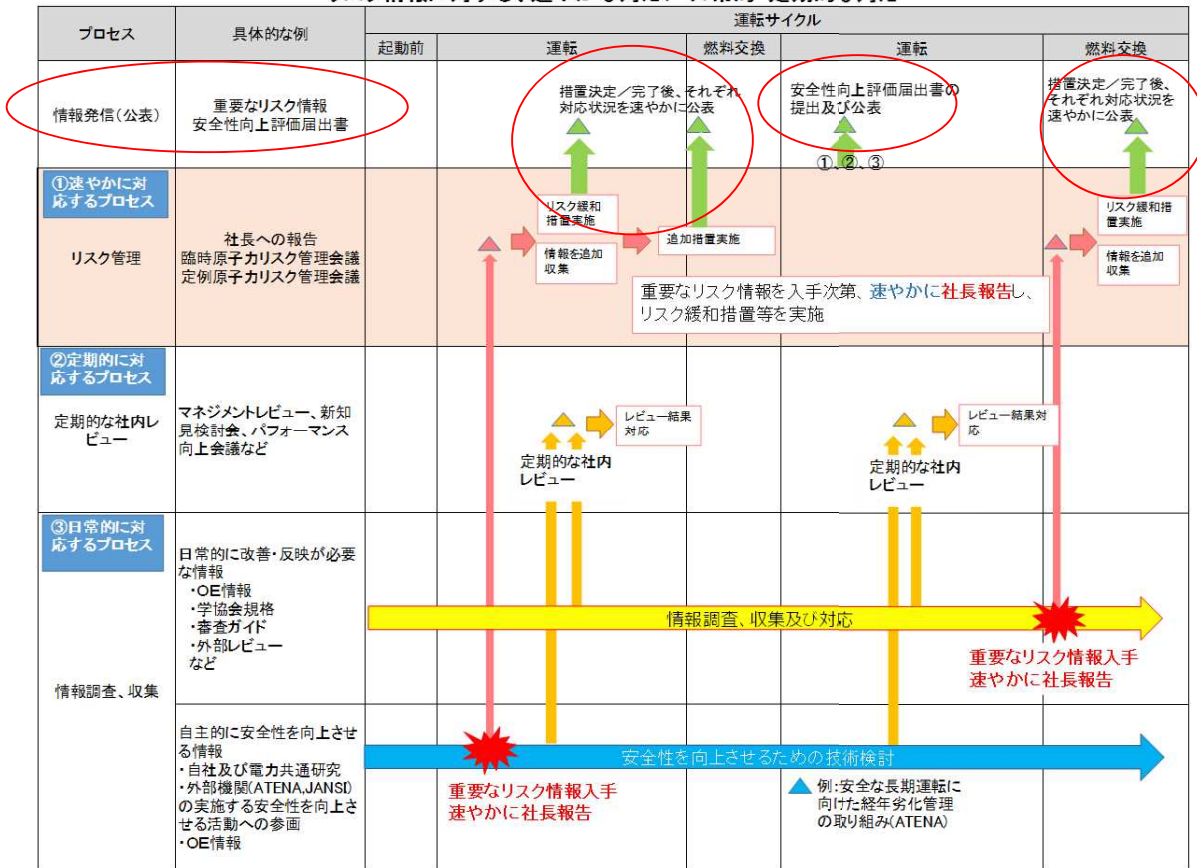 プロセス
具体的な例
運転サイクル
起動前
運転
燃料交換
運転
燃料交換
情報発信(公表)
重要なリスク情報
安全性向上評価届出書
措置決定/完了後、それぞれ
対応状況を速やかに公表
安全性向上評価届出書の
提出及び公表
①、②、③
措置決定/完了後、
それぞれ対応状況を
速やかに公表
①速やかに対
応するプロセス
リスク管理
社長への報告
臨時原子力リスク管理会議
定例原子力リスク管理会議
リスク緩和
措置実施
情報を追加
収集
追加措置実施
リスク緩和措
置実施
情報を追加
収集
重要なリスク情報を入手次第、速やかに社長報告し、
リスク緩和措置等を実施
②定期的に対
応するプロセス
定期的な社内レ
ビュー
マネジメントレビュー、新知
見検討会、パフォーマンス
向上会議など
レビュー結果
対応
定期的な社内
レビュー
レビュー結果対
応
定期的な社内
レビュー
③日常的に対
応するプロセス
情報調査、収集
日常的に改善・反映が必要
な情報
・OE情報
・学協会規格
・審査ガイド
・外部レビュー
など
情報調査、収集及び対応
重要なリスク情報入手
速やかに社長報告
自主的に安全性を向上させ
る情報
・自社及び電力共通研究
・外部機関(ATENA,JANSI)
の実施する安全性を向上さ
せる活動への参画
・OE情報
安全性を向上させるための技術検討
重要なリスク情報入手
速やかに社長報告
例:安全な長期運転に
向けた経年劣化管理
の取り組み(ATENA)